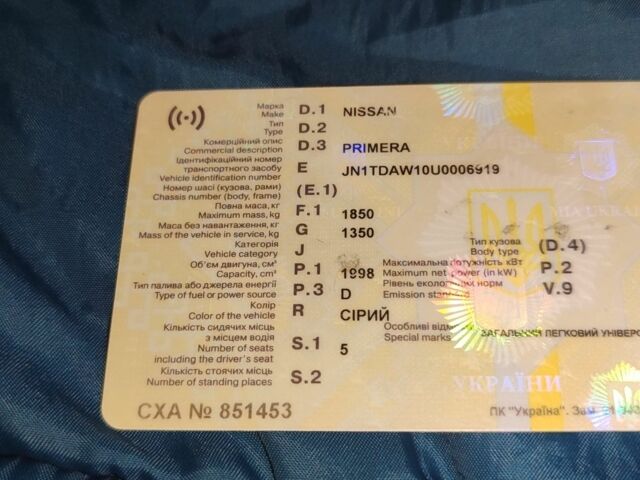 Марка D.1 NISSAN
Make
Тип D.2
Type
Комерційний опис D.3 PRIMERA
Commercial description
Ідентифікаційний номер
транспортного засобу E JN1TDAW10U0006919
Vehicle identification number
Номер шасі (кузова, рами) (E.1)
Chassis number (body, frame)
Повна маса, кг F.1 1850
Maximum mass, kg
Маса без навантаження, кг G 1350
Mass of the vehicle in service, kg
Категорія J
Vehicle category
Тип кузова (D.4)
Body type
Об'єм двигуна, см³ P.1 1998
Capacity, cm³
Максимальна потужність кВт P.2
Maximum net power (in kW)
Тип палива або джерела енергії P.3 D
Type of fuel or power source
Рівень екологічних норм V.9
Emission standard
Колір R СІРИЙ
Color of the vehicle
Особливі
Special marks ЗАГАЛЬНИЙ ЛЕГКОВИЙ
Кількість сидячих місць
з місцем водія S.1 5
Number of seats
including the driver's seat
Кількість стоячих місць S.2
Number of standing places
УКРАЇНИ
СХА № 851453
ПК "Україна". Зам.